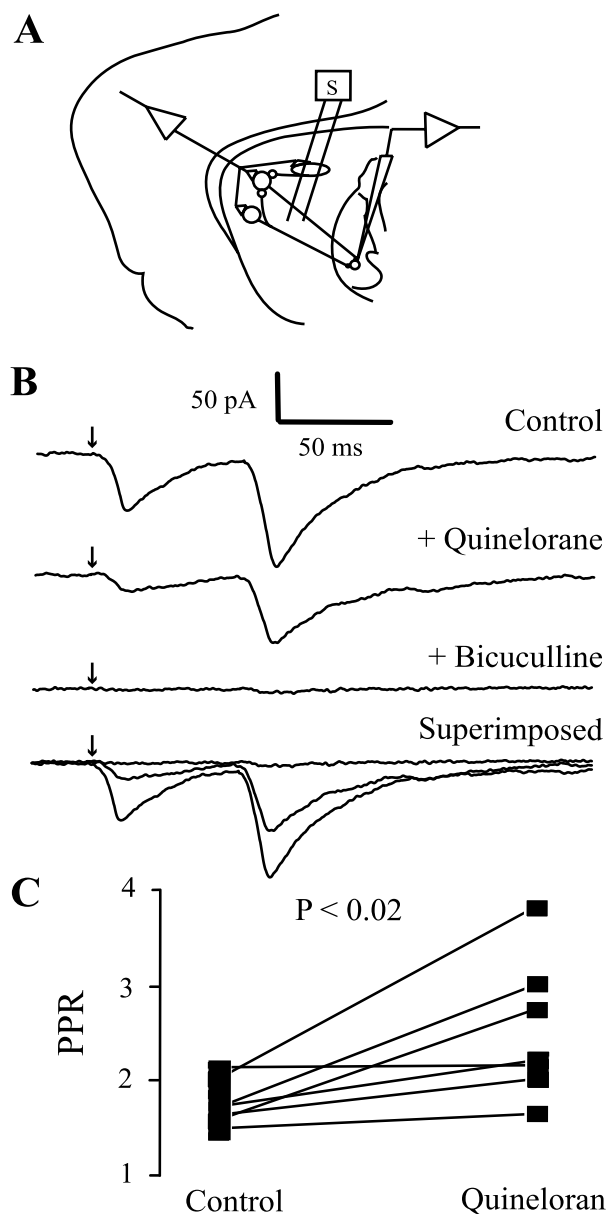 A
S
B
50 pA
50 ms
Control
+ Quinelorane
+ Bicuculline
Superimposed
C
4
P < 0.02
3
PPR
2
1
Control
Quineloran